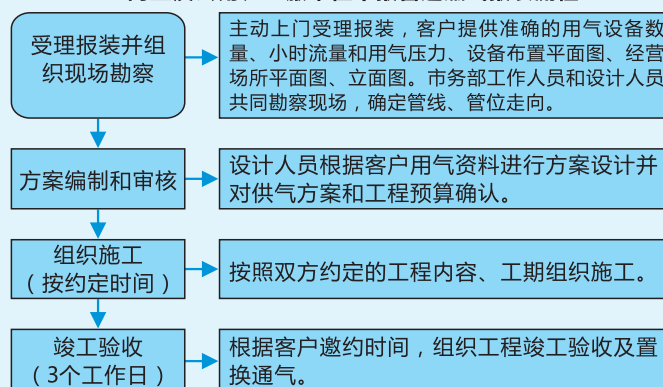 受理报装并组
织现场勘察
主动上门受理报装，客户提供准确的用气设备数
量、小时流量和用气压力、设备布置平面图、经营
场所平面图、立面图。市务部工作人员和设计人员
共同勘察现场，确定管线、管位走向。
方案编制和审核
设计人员根据客户用气资料进行方案设计并
对供气方案和工程预算确认。
组织施工
（按约定时间）
按照双方约定的工程内容、工期组织施工。
竣工验收
（3个工作日）
根据客户邀约时间，组织工程竣工验收及置
换通气。